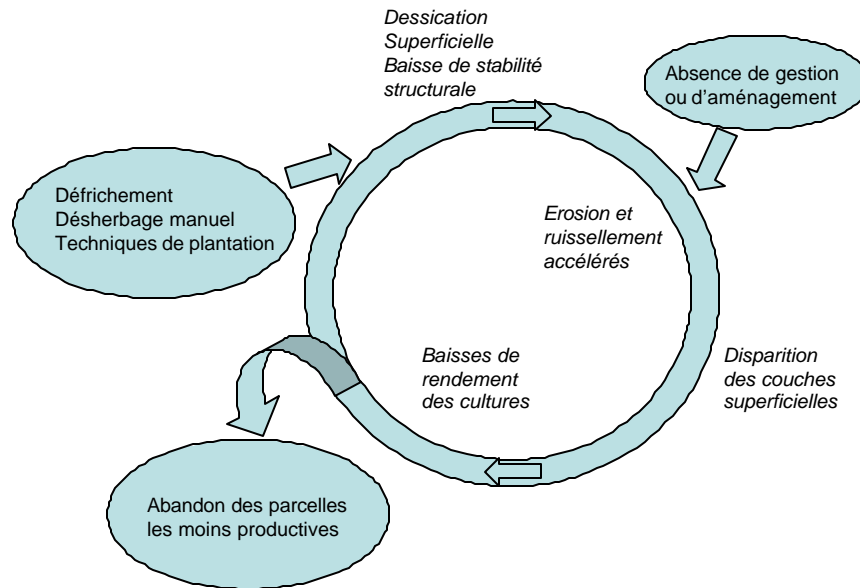 Dessication
Superficielle
Baisse de stabilité
structurale
Absence de gestion
ou d'aménagement
Défrichement
Désherbage manuel
Techniques de plantation
Erosion et
ruissellement
accélérés
Baisses de
rendement
des cultures
Disparition
des couches
superficielles
Abandon des parcelles
les moins productives